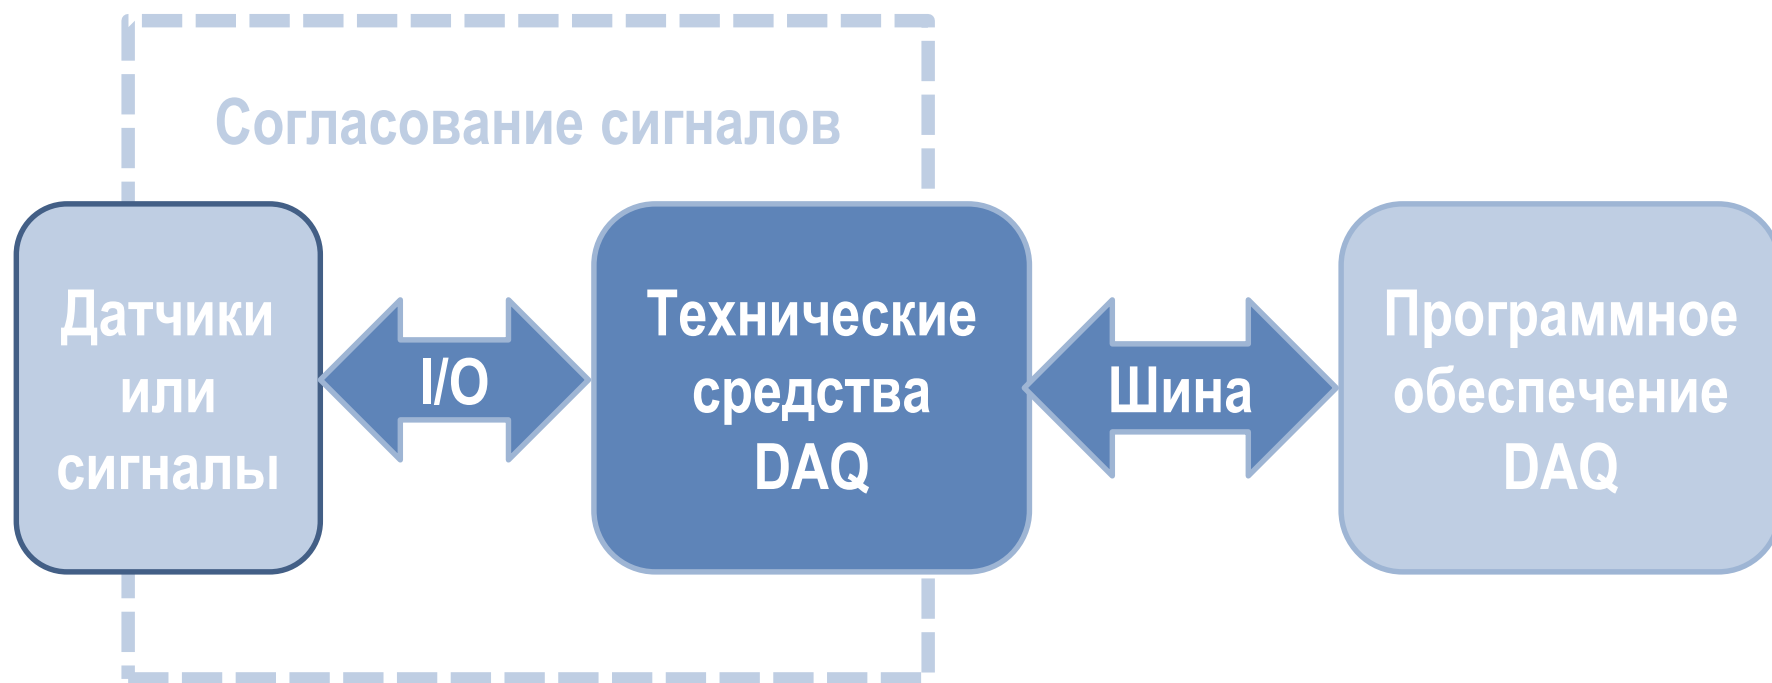 Согласование сигналов
Датчики
или
сигналы
I/O
Технические
средства
DAQ
Шина
Программное
обеспечение
DAQ